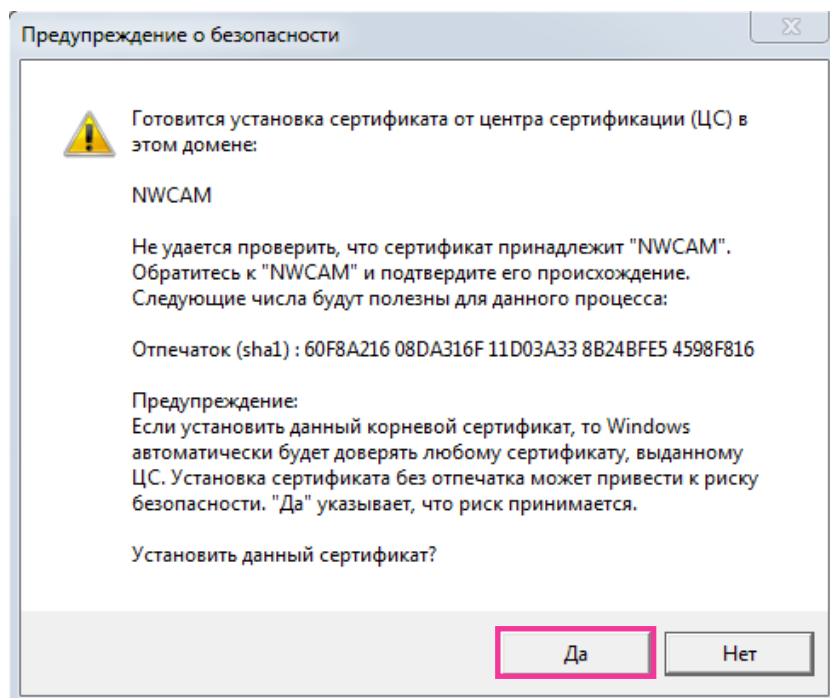 Предупреждение о безопасности
Готовится установка сертификата от центра сертификации (ЦС) в
этом домене:
NWCAM
Не удается проверить, что сертификат принадлежит "NWCAM".
Обратитесь к "NWCAM" и подтвердите его происхождение.
Следующие числа будут полезны для данного процесса:
Отпечаток (sha1) : 60F8A216 08DA316F 11D03A33 8B24BFE5 4598F816
Предупреждение:
Если установить данный корневой сертификат, то Windows
автоматически будет доверять любому сертификату, выданному
ЦС. Установка сертификата без отпечатка может привести к риску
безопасности. "Да" указывает, что риск принимается.
Установить данный сертификат?
Да
Нет